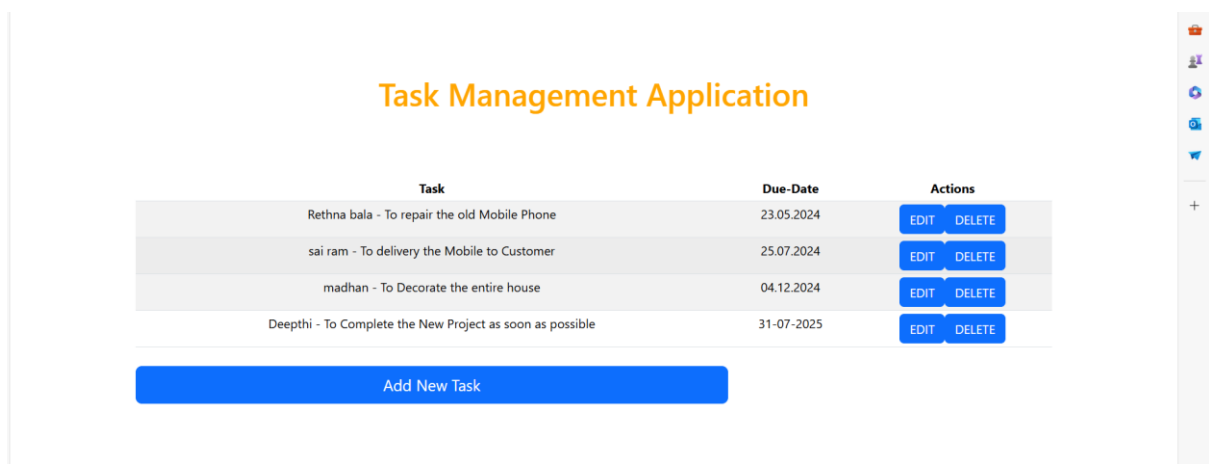 Task Management Application
Task Due-Date Actions
Rethna bala - To repair the old Mobile Phone 23.05.2024 EDIT DELETE
sai ram - To delivery the Mobile to Customer 25.07.2024 EDIT DELETE
madhan - To Decorate the entire house 04.12.2024 EDIT DELETE
Deepthi - To Complete the New Project as soon as possible 31-07-2025 EDIT DELETE
Add New Task